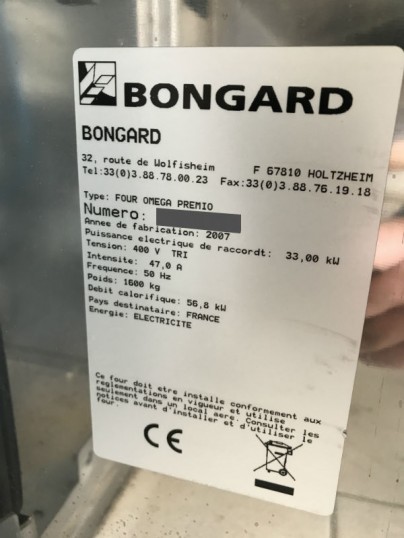 BONGARD
BONGARD
32, route de Wolfisheim F 67810 HOLTZHEIM
Tel:33(0)3.88.78.00.23 Fax:33(0)3.88.76.19.18
Type: FOUR OMEGA PREMIO
Numero:
Annee de fabrication: 2007
Puissance electrique de raccordt: 33,00 kW
Tension: 400 V TRI
Intensite: 47,0 A
Frequence: 50 Hz
Poids: 1600 kg
Debit calorifique: 56,8 kW
Pays destinataire: FRANCE
Energie: ELECTRICITE
Ce four doit etre installe conformement aux
reglementations en vigueur et utilise
seulement dans un local aere. Consulter les
notices avant d'installer et d'utiliser le
four.
CE